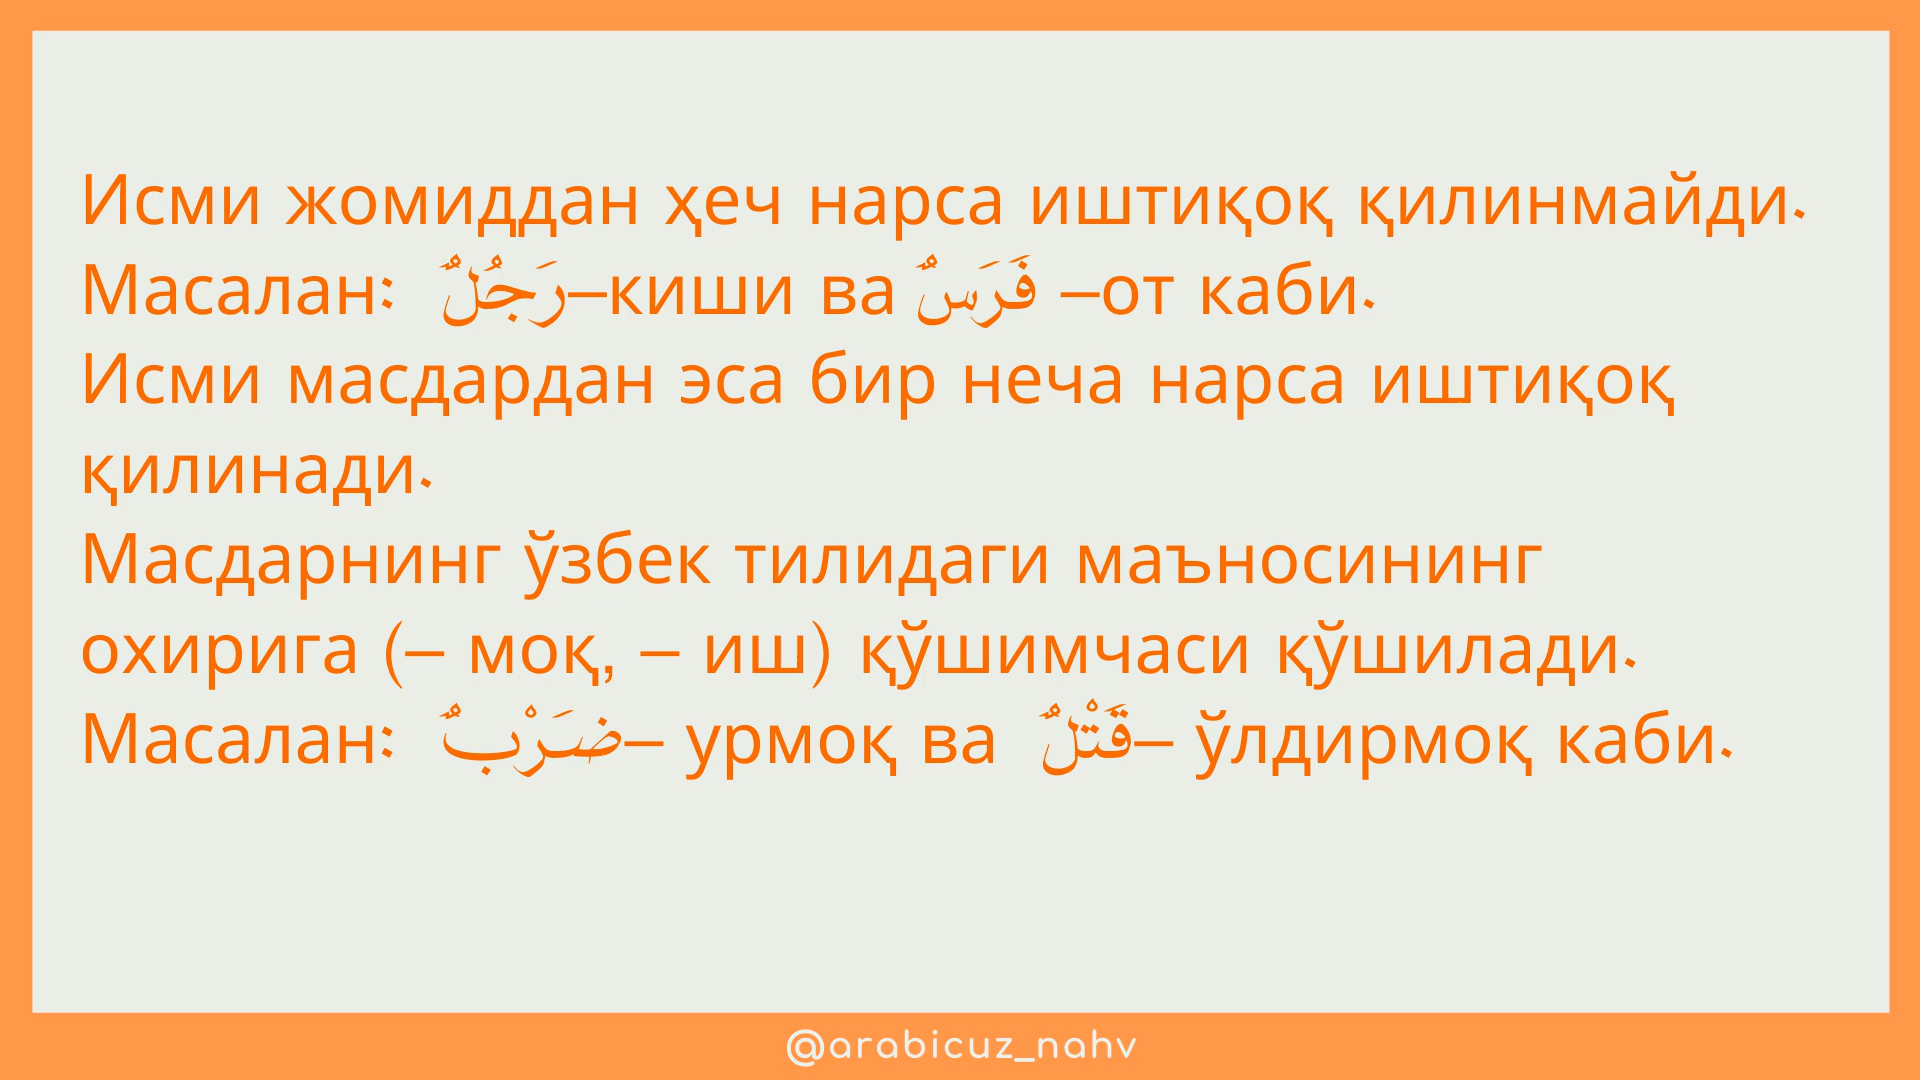 Исми жомиддан ҳеч нарса иштиқоқ қилинмайди.
Масалан: رَجُلٌ –киши ва فَرَسٌ –от каби.
Исми масдардан эса бир неча нарса иштиқоқ
қилинади.
Масдарнинг ўзбек тилидаги маъносининг
охирига (– моқ, – иш) қўшимчаси қўшилади.
Масалан: ضَرْبٌ – урмоқ ва قَتْلٌ – ўлдирмоқ каби.
@arabicuz_nahv